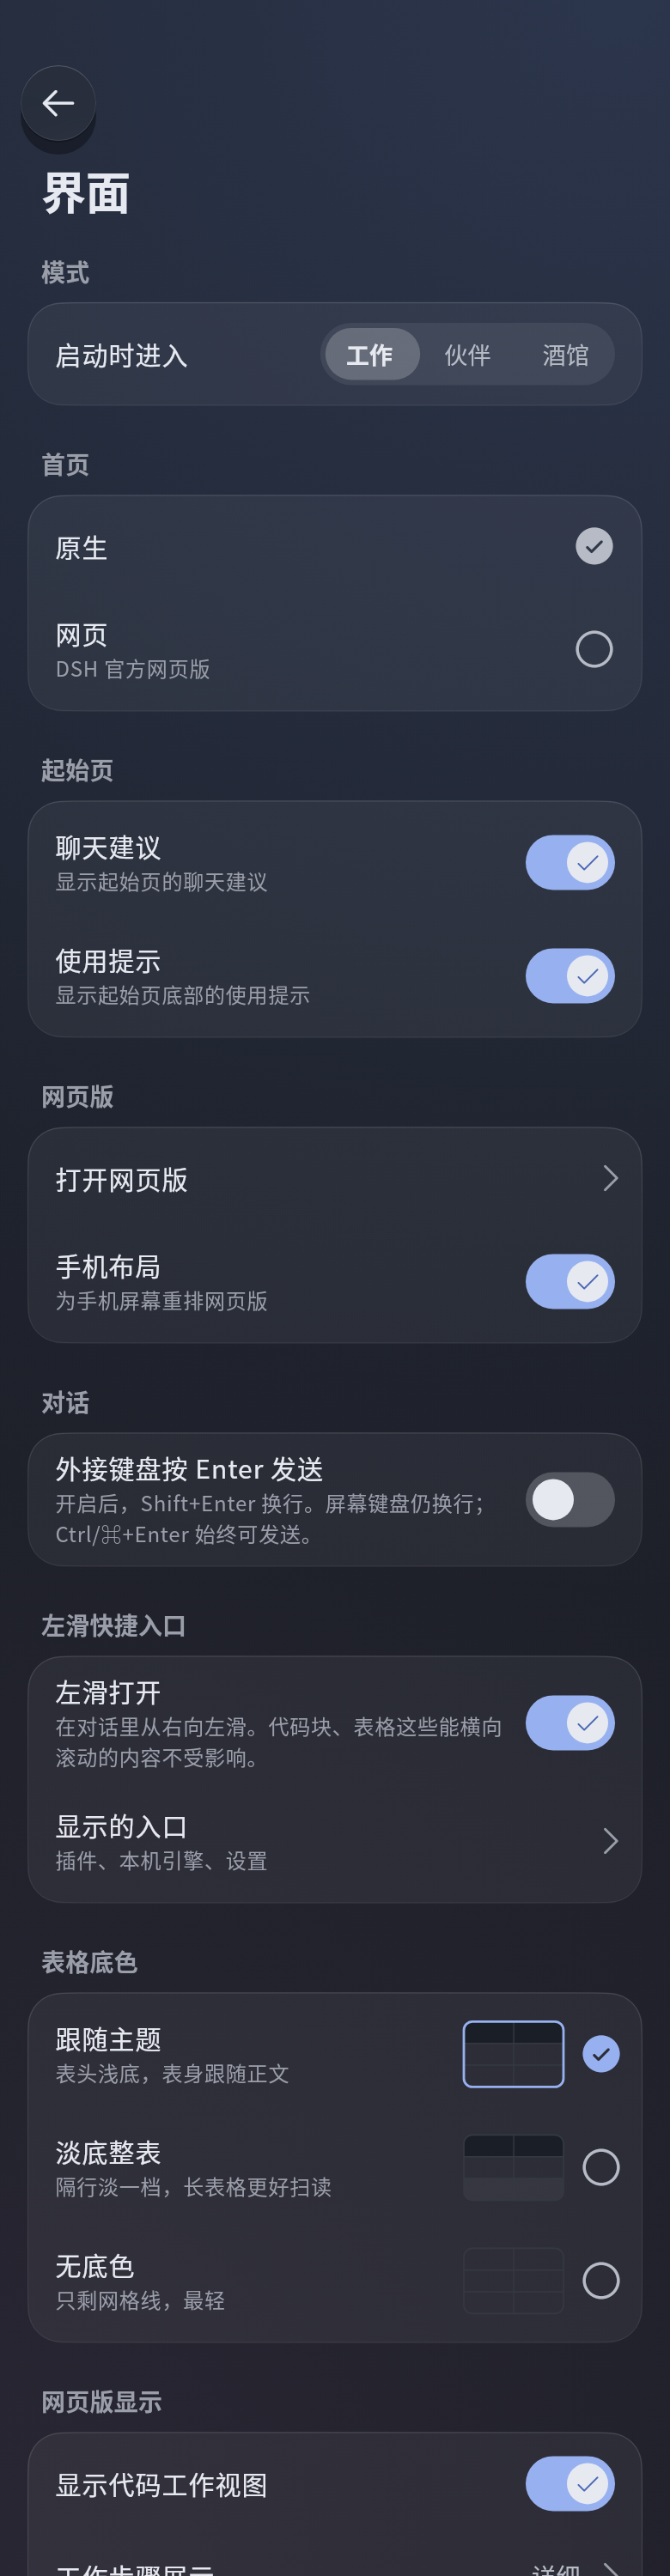 界面
模式
启动时进入
工作
伙伴
酒馆
首页
原生
网页
DSH 官方网页版
起始页
聊天建议
显示起始页的聊天建议
使用提示
显示起始页底部的使用提示
网页版
打开网页版
手机布局
为手机屏幕重排网页版
对话
外接键盘按 Enter 发送
开启后，Shift+Enter 换行。屏幕键盘仍换行；
Ctrl/⌘+Enter 始终可发送。
左滑快捷入口
左滑打开
在对话里从右向左滑。代码块、表格这些能横向
滚动的内容不受影响。
显示的入口
插件、本机引擎、设置
表格底色
跟随主题
表头浅底，表身跟随正文
淡底整表
隔行淡一档，长表格更好扫读
无底色
只剩网格线，最轻
网页版显示
显示代码工作视图
工作步骤展示
详细